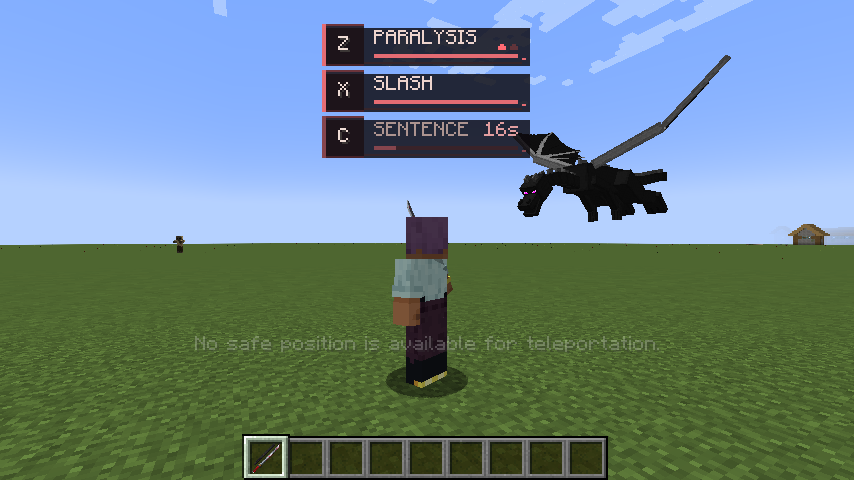 Z PARALYSIS
X SLASH
C SENTENCE 16s
No safe position is available for teleportation.